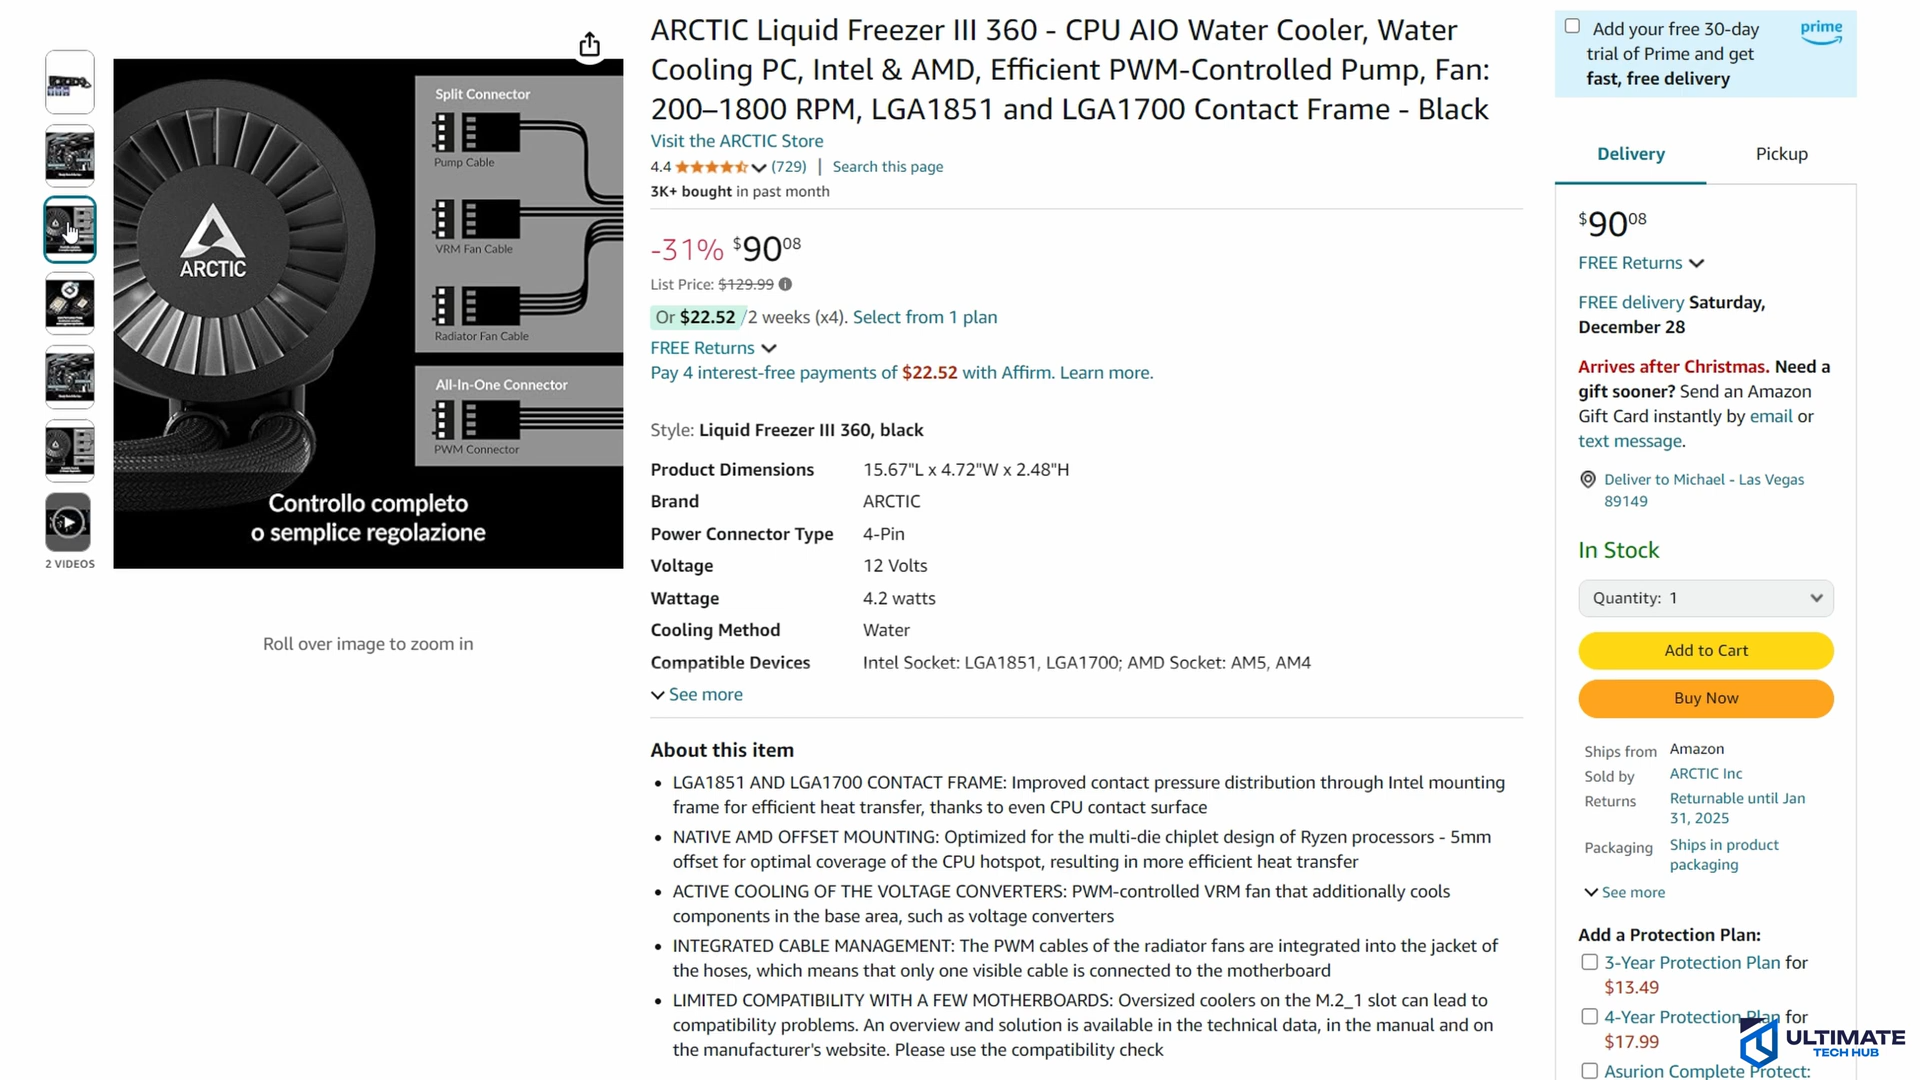 ARCTIC Liquid Freezer III 360 - CPU AIO Water Cooler, Water
Cooling PC, Intel & AMD, Efficient PWM-Controlled Pump, Fan:
200–1800 RPM, LGA1851 and LGA1700 Contact Frame - Black
Visit the ARCTIC Store
4.4 (729) | Search this page
3K+ bought in past month
-31% $90 08
List Price: $129.99
Or $22.52 /2 weeks (x4). Select from 1 plan
FREE Returns
Pay 4 interest-free payments of $22.52 with Affirm. Learn more.
Style: Liquid Freezer III 360, black
Product Dimensions 15.67"L x 4.72"W x 2.48"H
Brand ARCTIC
Power Connector Type 4-Pin
Voltage 12 Volts
Wattage 4.2 watts
Cooling Method Water
Compatible Devices Intel Socket: LGA1851, LGA1700; AMD Socket: AM5, AM4
See more
About this item
• LGA1851 AND LGA1700 CONTACT FRAME: Improved contact pressure distribution through Intel mounting
frame for efficient heat transfer, thanks to even CPU contact surface
• NATIVE AMD OFFSET MOUNTING: Optimized for the multi-die chiplet design of Ryzen processors - 5mm
offset for optimal coverage of the CPU hotspot, resulting in more efficient heat transfer
• ACTIVE COOLING OF THE VOLTAGE CONVERTERS: PWM-controlled VRM fan that additionally cools
components in the base area, such as voltage converters
• INTEGRATED CABLE MANAGEMENT: The PWM cables of the radiator fans are integrated into the jacket of
the hoses, which means that only one visible cable is connected to the motherboard
• LIMITED COMPATIBILITY WITH A FEW MOTHERBOARDS: Oversized coolers on the M.2_1 slot can lead to
compatibility problems. An overview and solution is available in the technical data, in the manual and on
the manufacturer's website. Please use the compatibility check
Split Connector
Pump Cable
VRM Fan Cable
Radiator Fan Cable
All-In-One Connector
PWM Connector
ARCTIC
Controllo completo
o semplice regolazione
2 VIDEOS
Roll over image to zoom in
Add your free 30-day
trial of Prime and get
fast, free delivery
prime
Delivery
Pickup
$90 08
FREE Returns
FREE delivery Saturday,
December 28
Arrives after Christmas. Need a
gift sooner? Send an Amazon
Gift Card instantly by email or
text message.
Deliver to Michael - Las Vegas
89149
In Stock
Quantity: 1
Add to Cart
Buy Now
Ships from Amazon
Sold by ARCTIC Inc
Returns Returnable until Jan
31, 2025
Packaging Ships in product
packaging
See more
Add a Protection Plan:
3-Year Protection Plan for
$13.49
4-Year Protection Plan for
$17.99
Asurion Complete Protect:
ULTIMATE
TECH HUB